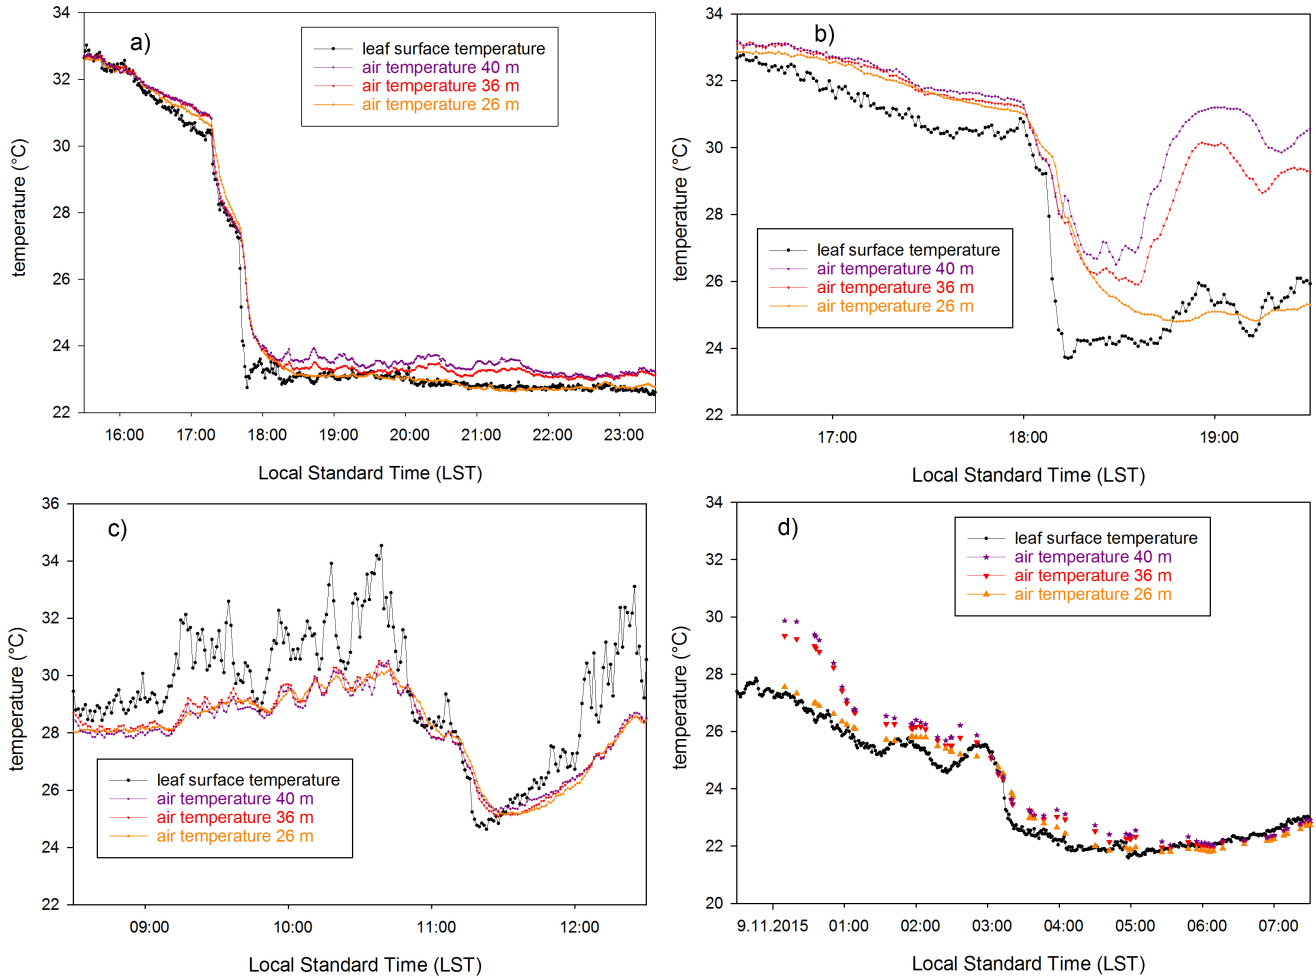 a)
leaf surface temperature
air temperature 40 m
air temperature 36 m
air temperature 26 m
temperature (°C)
34
32
30
28
26
24
22
16:00 17:00 18:00 19:00 20:00 21:00 22:00 23:00
Local Standard Time (LST)
b)
leaf surface temperature
air temperature 40 m
air temperature 36 m
air temperature 26 m
temperature (°C)
34
32
30
28
26
24
22
17:00 18:00 19:00
Local Standard Time (LST)
c)
leaf surface temperature
air temperature 40 m
air temperature 36 m
air temperature 26 m
temperature (°C)
36
34
32
30
28
26
24
22
09:00 10:00 11:00 12:00
Local Standard Time (LST)
d)
leaf surface temperature
air temperature 40 m
air temperature 36 m
air temperature 26 m
temperature (°C)
34
32
30
28
26
24
22
20
9.11.2015 01:00 02:00 03:00 04:00 05:00 06:00 07:00
Local Standard Time (LST)